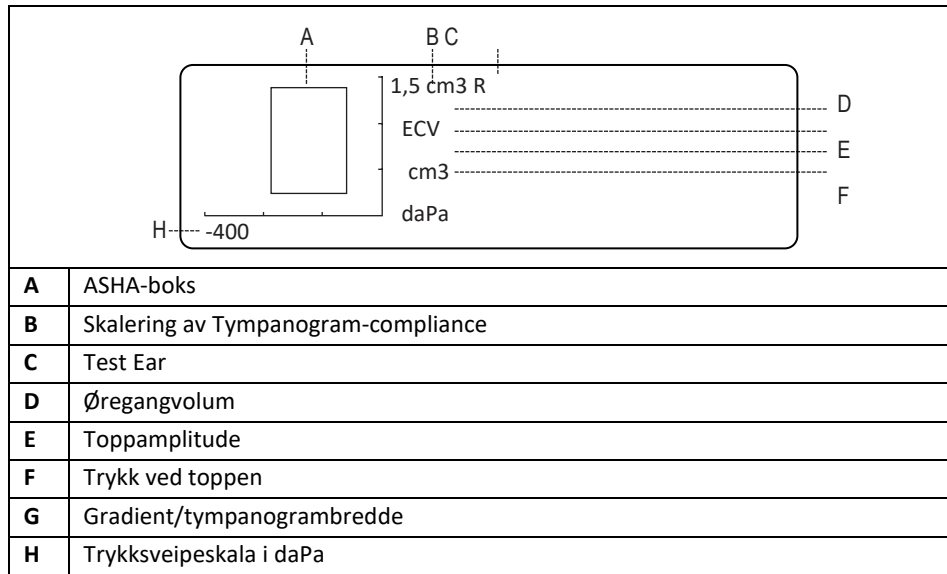 A B C
1,5 cm3 R
D
ECV
E
cm3
F
daPa
H -400
A ASHA-boks
B Skalering av Tympanogram-compliance
C Test Ear
D Øregangvolum
E Toppamplitude
F Trykk ved toppen
G Gradient/tympanogrambredde
H Trykksveipeskala i daPa